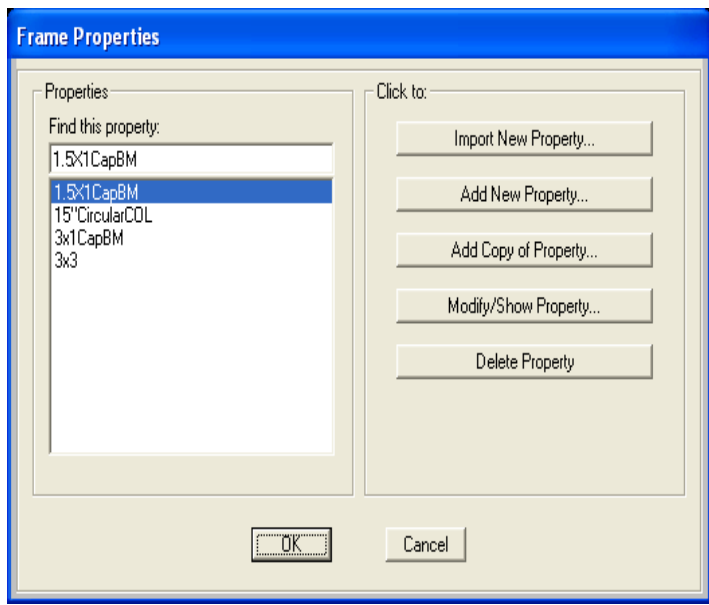 Frame Properties
Properties
Find this property:
1.5X1CapBM
1.5X1CapBM
15"CircularCOL
3x1CapBM
3x3
Click to:
Import New Property...
Add New Property...
Add Copy of Property...
Modify/Show Property...
Delete Property
OK
Cancel